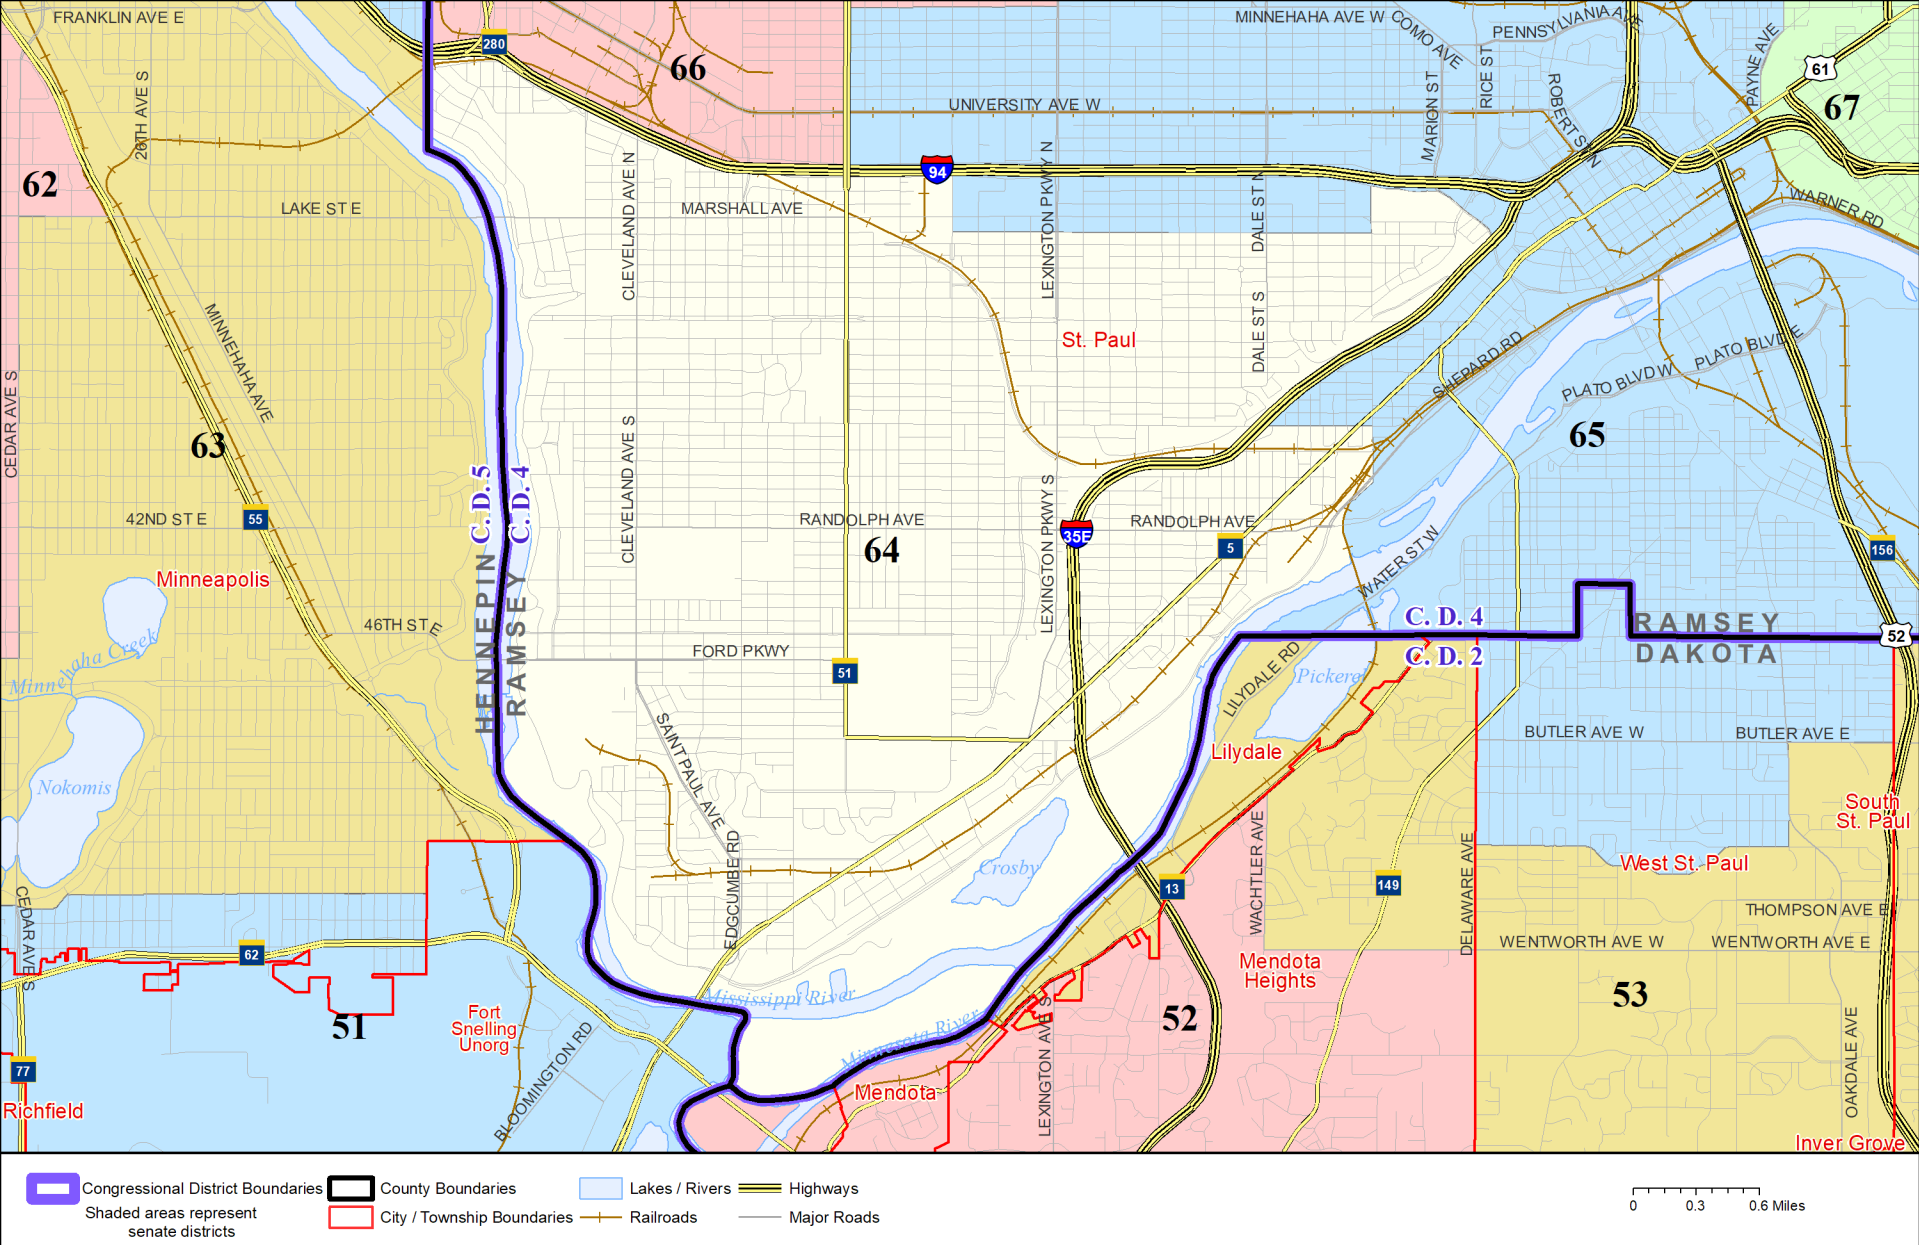 FRANKLIN AVE E
280
66
MINNEHAHA AVE W
COMO AVE
PENNSYLVANIA AVE
RICE ST
MARION ST
ROBERT ST N
PAYNE AVE
61
67
26TH AVE S
UNIVERSITY AVE W
62
LAKE ST E
CLEVELAND AVE N
MARSHALL AVE
94
LEXINGTON PKWY N
DALE ST N
WARNER RD
MINNEHAHA AVE
CEDAR AVE S
63
St. Paul
DALE ST S
SHEPARD RD
PLATO BLVD W
PLATO BLVD E
65
C. D. 5
C. D. 4
CLEVELAND AVE S
42ND ST E
55
RANDOLPH AVE
64
LEXINGTON PKWY S
35E
RANDOLPH AVE
5
WATER ST W
156
Minneapolis
HENNEPIN
RAMSEY
46TH ST E
Minnehaha Creek
FORD PKWY
51
C. D. 4
C. D. 2
RAMSEY
DAKOTA
52
LILYDALE RD
Pickerel
Lilydale
BUTLER AVE W
BUTLER AVE E
SAINT PAUL AVE
Nokomis
EDGCUMBE RD
Crosby
13
WACHTLER AVE
149
DELAWARE AVE
South
St. Paul
West St. Paul
THOMPSON AVE E
WENTWORTH AVE W
WENTWORTH AVE E
CEDAR AVE S
62
Mississippi River
Minnesota River
Mendota
Heights
51
Fort
Snelling
Unorg
BLOOMINGTON RD
52
53
LEXINGTON AVE S
OAKDALE AVE
77
Richfield
Mendota
Inver Grove
Congressional District Boundaries
Shaded areas represent
senate districts
County Boundaries
City / Township Boundaries
Lakes / Rivers
Railroads
Highways
Major Roads
0 0.3 0.6 Miles